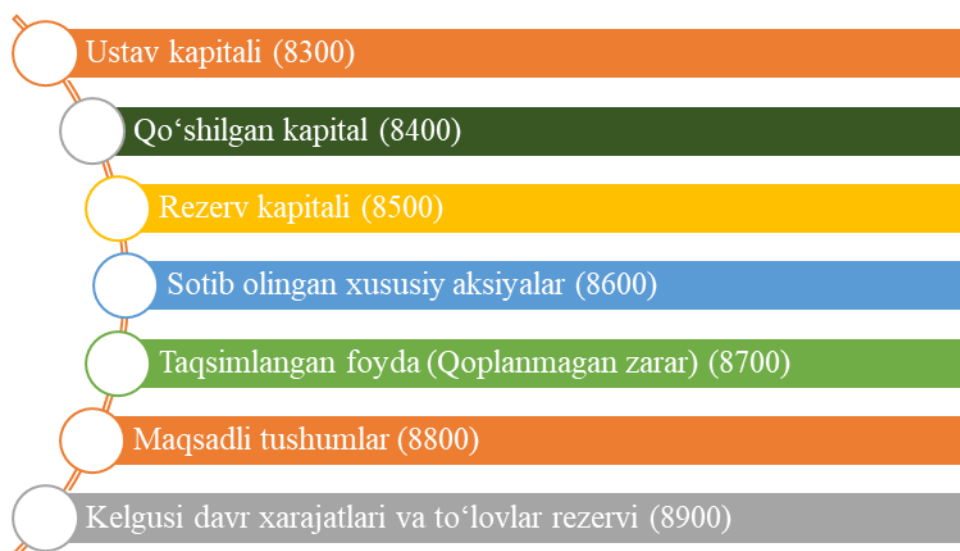 Ustav kapitali (8300)
Qo‘shilgan kapital (8400)
Rezerv kapitali (8500)
Sotib olingan xususiy aksiyalar (8600)
Taqsimlangan foyda (Qoplanmagan zarar) (8700)
Maqsadli tushumlar (8800)
Kelgusi davr xarajatlari va to‘lovlar rezervi (8900)